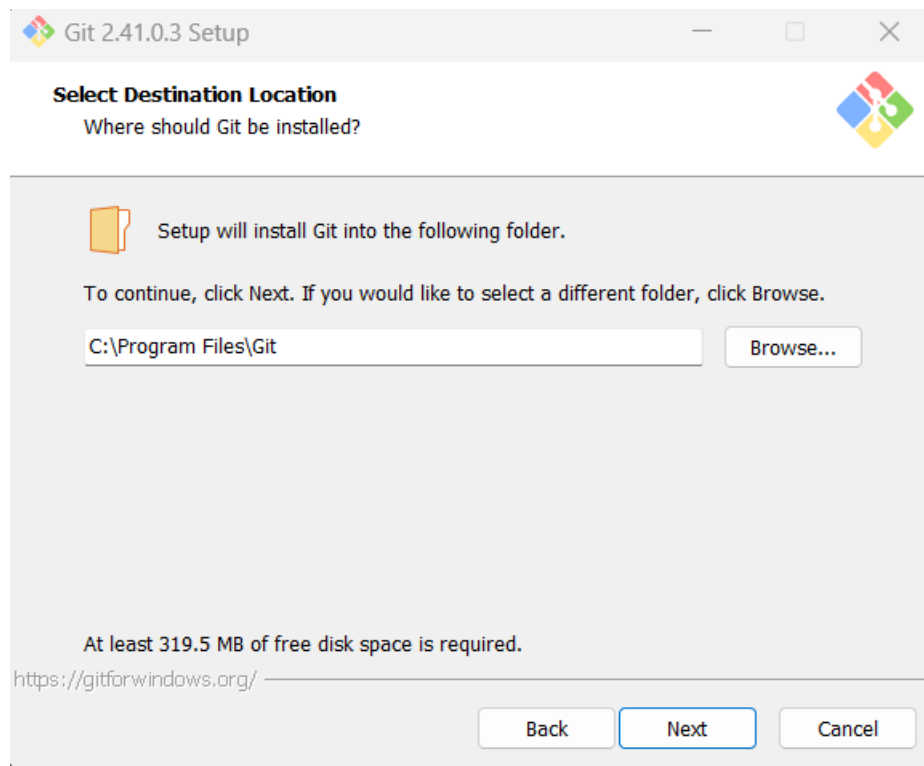 Git 2.41.0.3 Setup
Select Destination Location
Where should Git be installed?
Setup will install Git into the following folder.
To continue, click Next. If you would like to select a different folder, click Browse.
C:\Program Files\Git
Browse...
At least 319.5 MB of free disk space is required.
https://gitforwindows.org/
Back
Next
Cancel